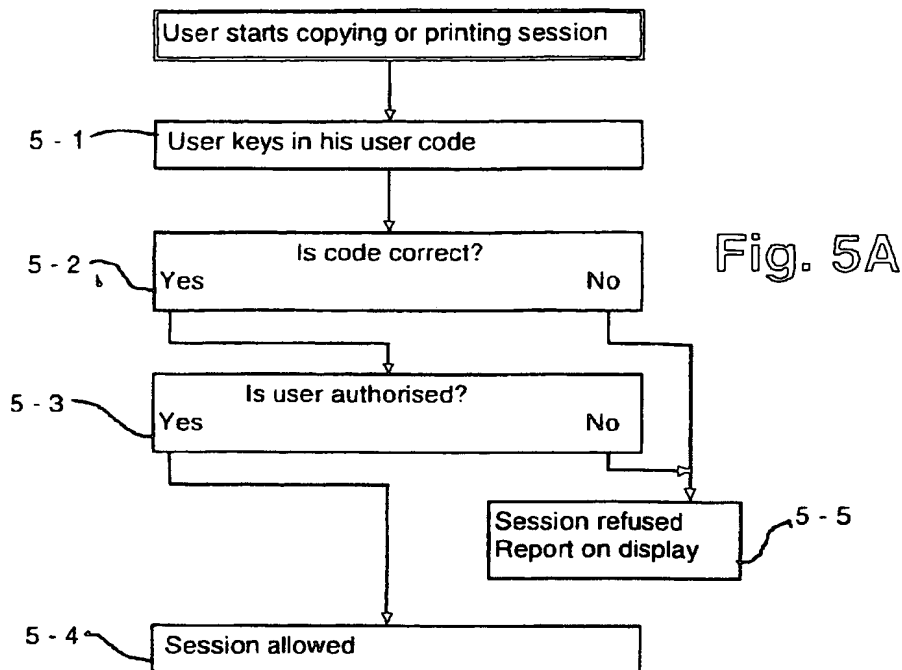 User starts copying or printing session
5 - 1
User keys in his user code
Is code correct?
5 - 2
Yes
No
Fig. 5A
Is user authorised?
5 - 3
Yes
No
Session refused
Report on display
5 - 5
5 - 4
Session allowed